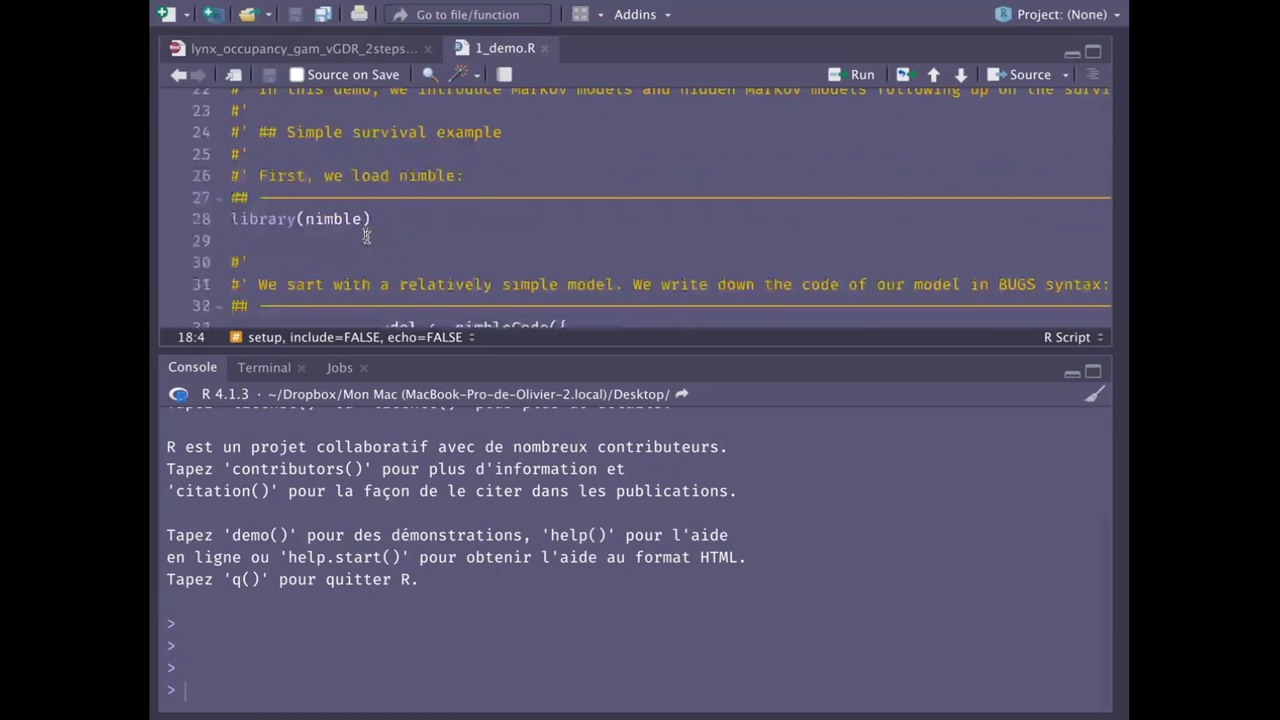 Go to file/function
Addins
Project: (None)
lynx_occupancy_gam_vGDR_2steps...
1_demo.R
Source on Save
Run
Source
22 #' In this demo, we introduce Markov models and hidden Markov models following up on the survi
23 #'
24 #' ## Simple survival example
25 #'
26 #' First, we load nimble:
27 ##
28 library(nimble)
29
30 #'
31 #' We sart with a relatively simple model. We write down the code of our model in BUGS syntax:
32 ##
<- nimbleCode({
18:4 # setup, include=FALSE, echo=FALSE
R Script
Console Terminal Jobs
R 4.1.3 · ~/Dropbox/Mon Mac (MacBook-Pro-de-Olivier-2.local)/Desktop/
R est un projet collaboratif avec de nombreux contributeurs.
Tapez 'contributors()' pour plus d'information et
'citation()' pour la façon de le citer dans les publications.
Tapez 'demo()' pour des démonstrations, 'help()' pour l'aide
en ligne ou 'help.start()' pour obtenir l'aide au format HTML.
Tapez 'q()' pour quitter R.
>
>
>
>